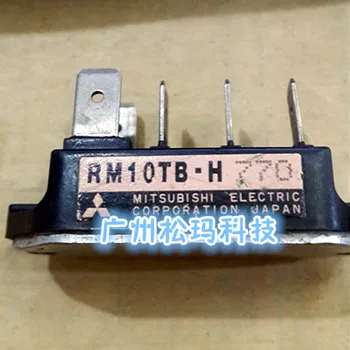 RM10TB-H 770
MITSUBISHI ELECTRIC
CORPORATION JAPAN
广州松玛科技